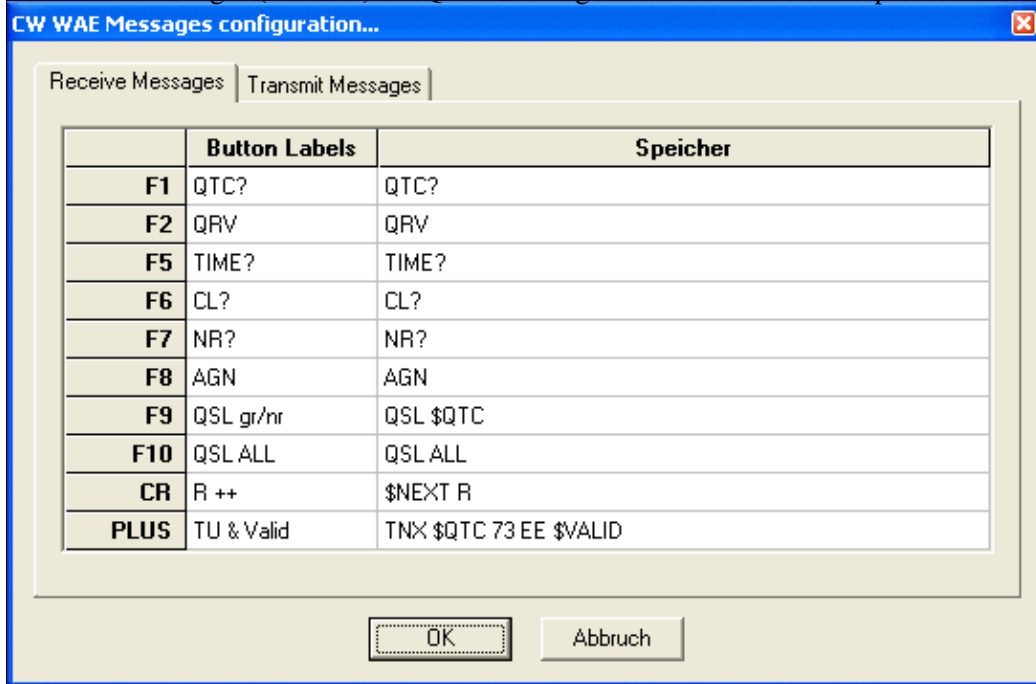 CW WAE Messages configuration...
Receive Messages Transmit Messages
Button Labels Speicher
F1 QTC? QTC?
F2 QRV QRV
F5 TIME? TIME?
F6 CL? CL?
F7 NR? NR?
F8 AGN AGN
F9 QSL gr/nr QSL $QTC
F10 QSL ALL QSL ALL
CR R ++ $NEXT R
PLUS TU & Valid TNX $QTC 73 EE $VALID
OK Abbruch